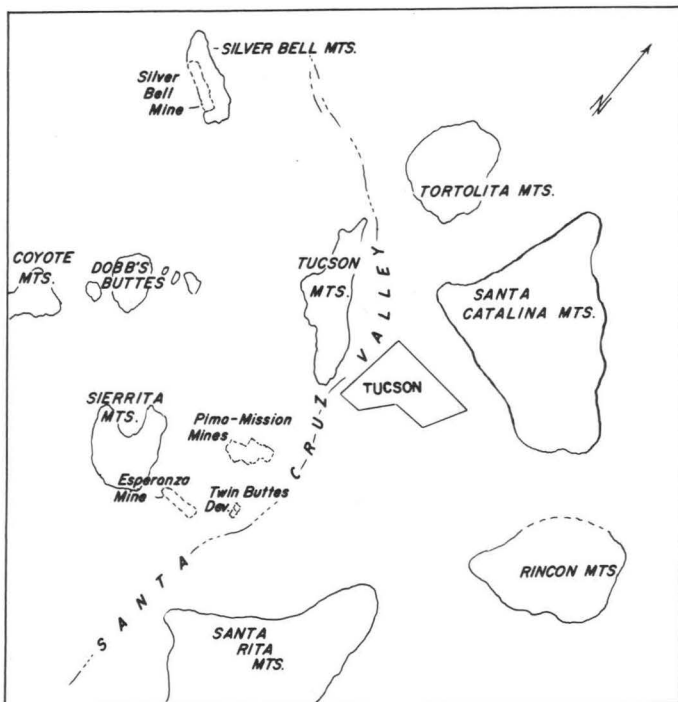 SILVER BELL MTS.
Silver
Bell
Mine
N
TORTOLITA MTS.
COYOTE
MTS.
DOBB'S
BUTTES
TUCSON
MTS.
SANTA
CATALINA MTS.
TUCSON
SIERRITA
MTS.
Pima-Mission
Mines
Esperanza
Mine
Twin Buttes
Dev.
SANTA CRUZ VALLEY
RINCON MTS.
SANTA
RITA
MTS.